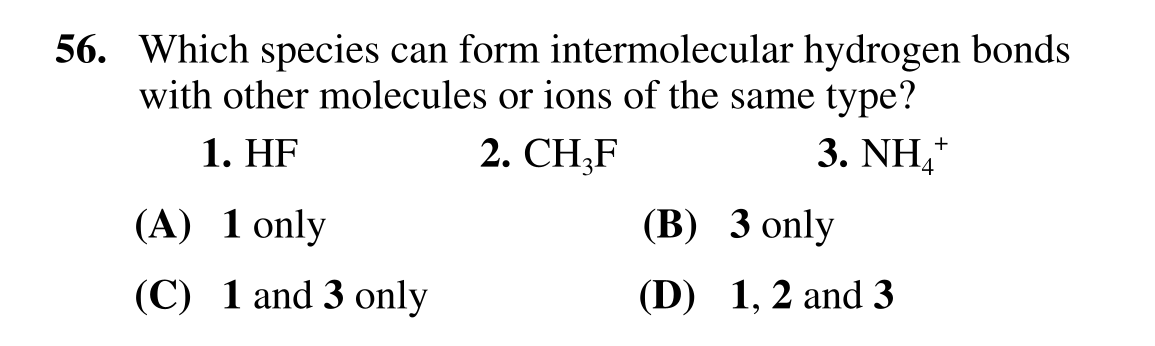 56. Which species can form intermolecular hydrogen bonds
with other molecules or ions of the same type?
1. HF 2. CH₃F 3. NH₄⁺
(A) 1 only (B) 3 only
(C) 1 and 3 only (D) 1, 2 and 3